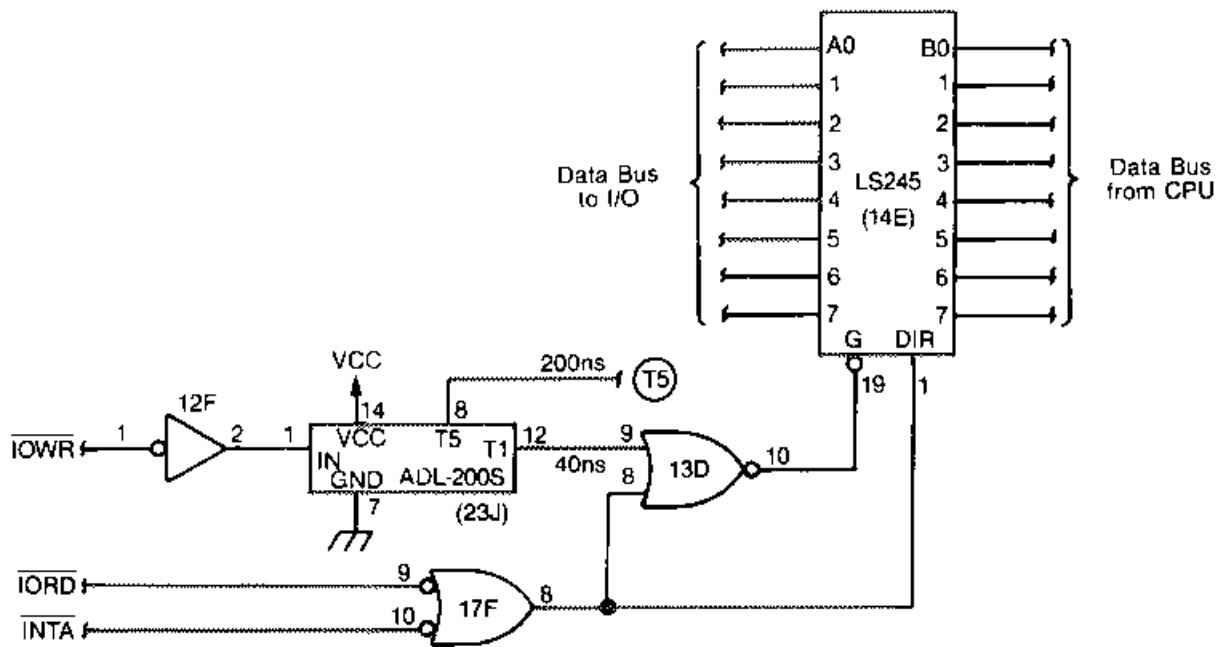 A0 B0
1 1
2 2
3 3
Data Bus
to I/O
LS245
(14E)
Data Bus
from CPU
4 4
5 5
6 6
7 7
G DIR
19 1
VCC
200ns
T5
12F
14
8
IOWR 1 2 1
VCC T5 T1
IN
GND ADL-200S
12
40ns
9
8
13D
10
7
(23J)
IORD 9
17F
8
INTA 10